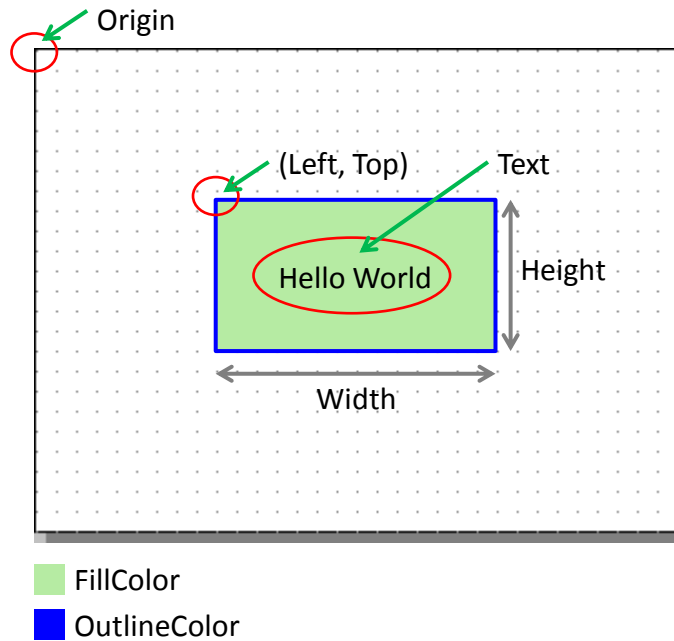 Origin
(Left, Top)
Text
Hello World
Height
Width
FillColor
OutlineColor